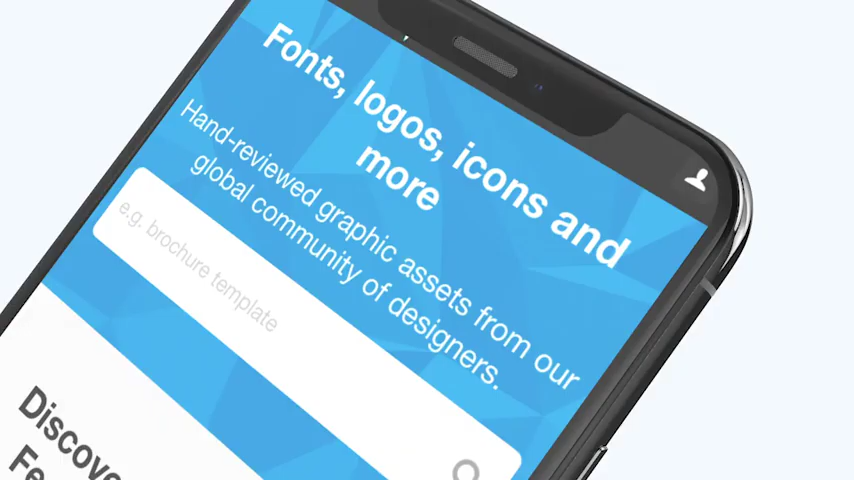 Fonts, logos, icons and
more
Hand-reviewed graphic assets from our
global community of designers.
e.g. brochure template